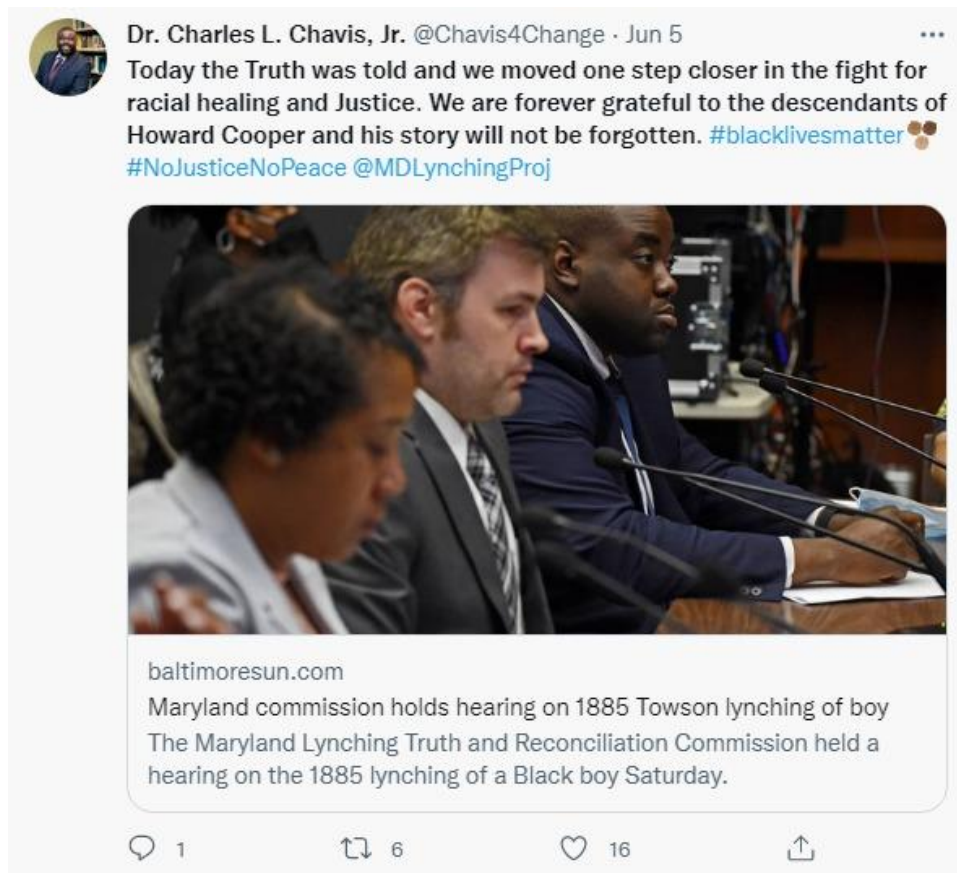 Dr. Charles L. Chavis, Jr. @Chavis4Change · Jun 5
Today the Truth was told and we moved one step closer in the fight for
racial healing and Justice. We are forever grateful to the descendants of
Howard Cooper and his story will not be forgotten. #blacklivesmatter
#NoJusticeNoPeace @MDLynchingProj
baltimoresun.com
Maryland commission holds hearing on 1885 Towson lynching of boy
The Maryland Lynching Truth and Reconciliation Commission held a
hearing on the 1885 lynching of a Black boy Saturday.
1 6 16